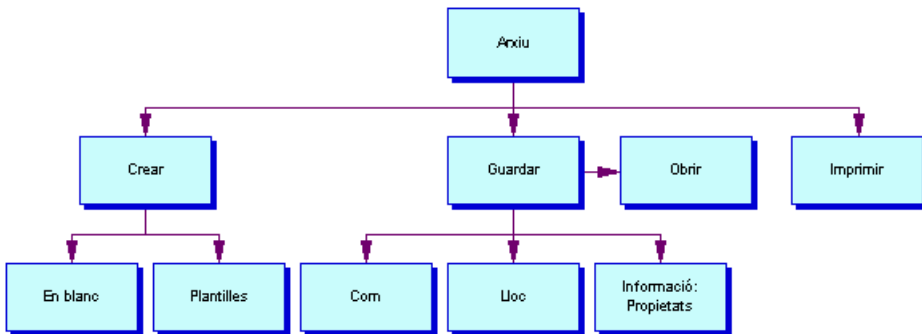 Arxiu
Crear
Guardar
Obrir
Imprimir
En blanc
Plantilles
Com
Lloc
Informació:
Propietats